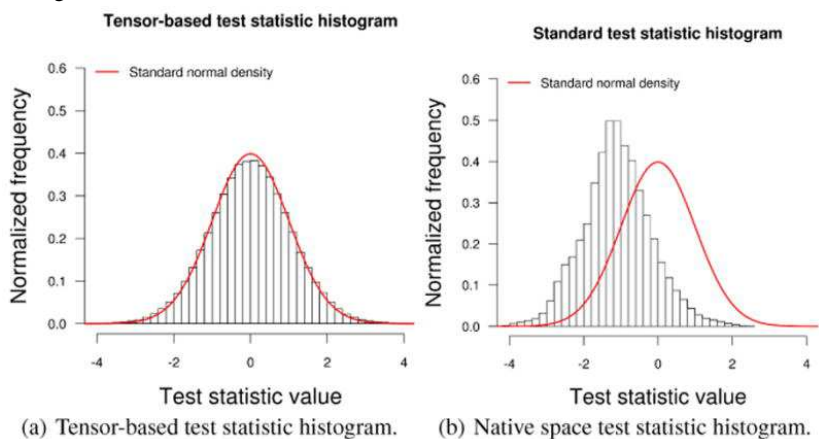 Tensor-based test statistic histogram
Standard normal density
Normalized frequency
0.6
0.5
0.4
0.3
0.2
0.1
0.0
-4 -2 0 2 4
Test statistic value
(a) Tensor-based test statistic histogram.
Standard test statistic histogram
Standard normal density
Normalized frequency
0.6
0.5
0.4
0.3
0.2
0.1
0.0
-4 -2 0 2 4
Test statistic value
(b) Native space test statistic histogram.